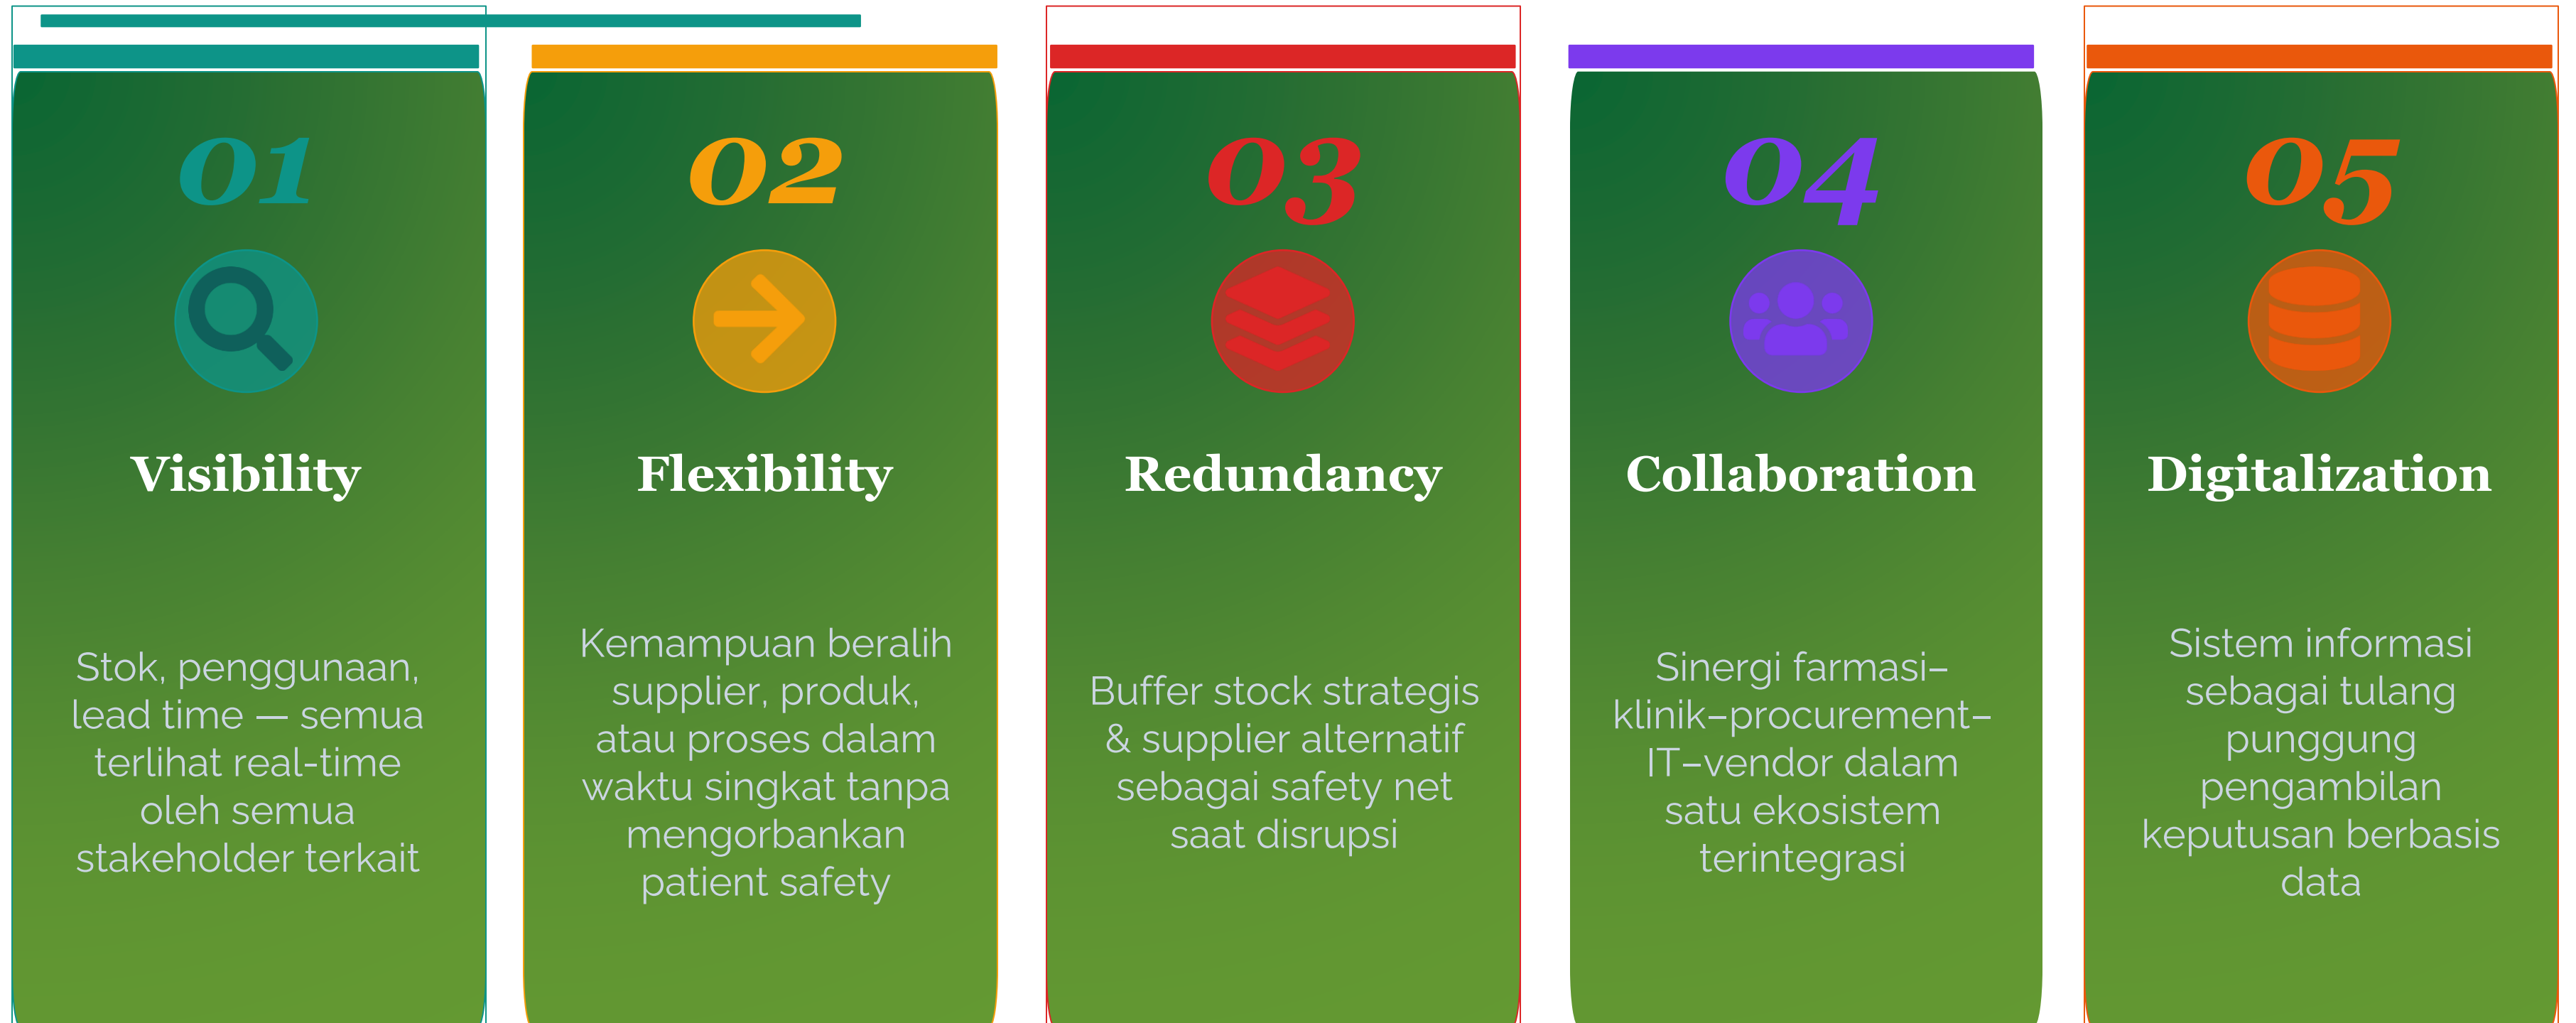 01
Visibility
Stok, penggunaan,
lead time — semua
terlihat real-time
oleh semua
stakeholder terkait
02
Flexibility
Kemampuan beralih
supplier, produk,
atau proses dalam
waktu singkat tanpa
mengorbankan
patient safety
03
Redundancy
Buffer stock strategis
& supplier alternatif
sebagai safety net
saat disrupsi
04
Collaboration
Sinergi farmasi–
klinik–procurement–
IT–vendor dalam
satu ekosistem
terintegrasi
05
Digitalization
Sistem informasi
sebagai tulang
punggung
pengambilan
keputusan berbasis
data